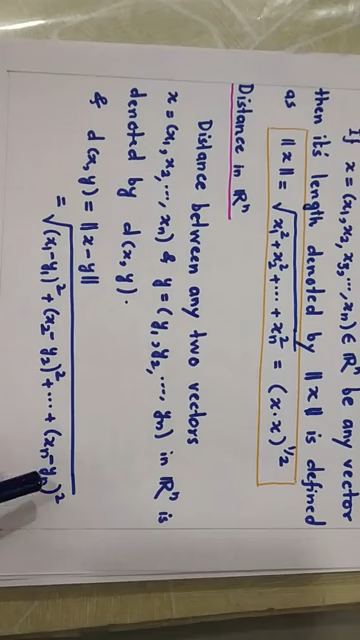 If x = (x₁, x₂, x₃, ..., xₙ) ∈ ℝⁿ be any vector
then it's length denoted by ||x|| is defined
as ||x|| = √(x₁² + x₂² + ... + xₙ²) = (x·x)^(1/2)
Distance in ℝⁿ
Distance between any two vectors
x = (x₁, x₂, ..., xₙ) & y = (y₁, y₂, ..., yₙ) in ℝⁿ is
denoted by d(x, y).
& d(x, y) = ||x - y||
= √((x₁-y₁)² + (x₂-y₂)² + ... + (xₙ-yₙ)²)